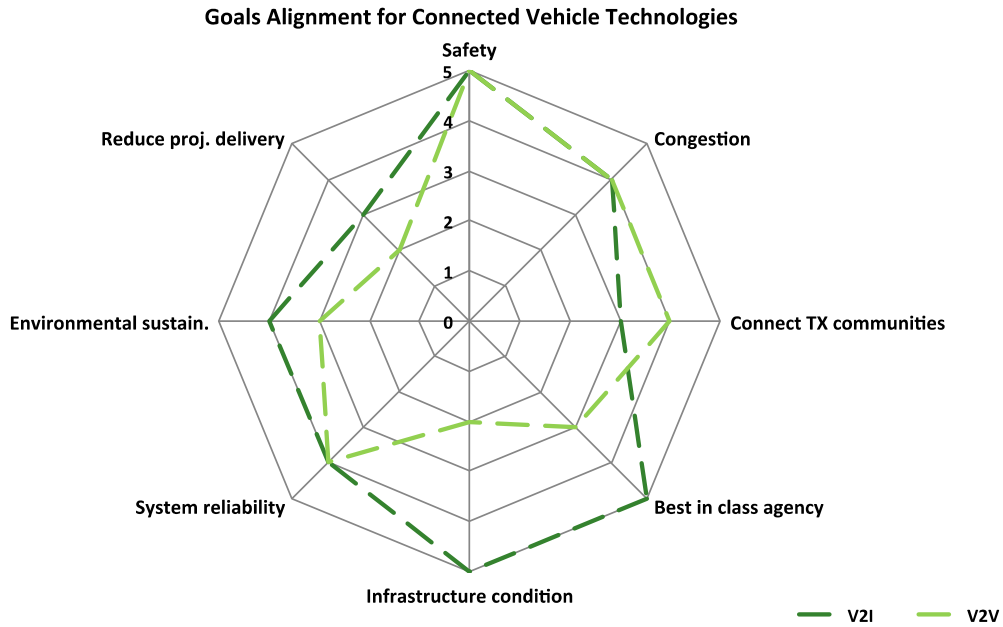 Goals Alignment for Connected Vehicle Technologies
Safety
5
Reduce proj. delivery
Congestion
4
3
2
1
Environmental sustain.
0
Connect TX communities
System reliability
Best in class agency
Infrastructure condition
V2I
V2V